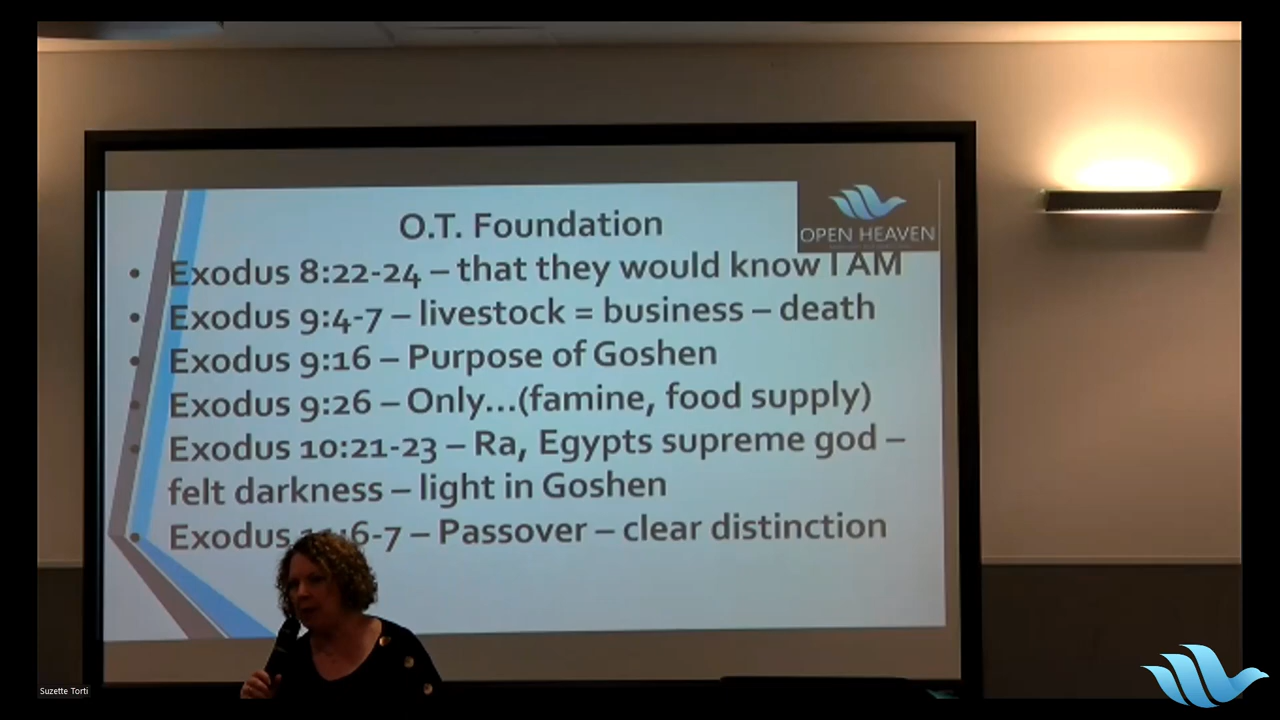 O.T. Foundation
OPEN HEAVEN
• Exodus 8:22-24 – that they would know I AM
• Exodus 9:4-7 – livestock = business – death
• Exodus 9:16 – Purpose of Goshen
• Exodus 9:26 – Only...(famine, food supply)
• Exodus 10:21-23 – Ra, Egypts supreme god –
felt darkness – light in Goshen
• Exodus :6-7 – Passover – clear distinction
Suzette Torti